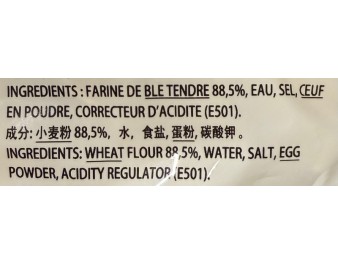 INGREDIENTS : FARINE DE BLE TENDRE 88,5%, EAU, SEL, ŒUF
EN POUDRE, CORRECTEUR D'ACIDITE (E501).
成分: 小麦粉 88,5%，水，食盐, 蛋粉, 碳酸钾 。
INGREDIENTS: WHEAT FLOUR 88,5%, WATER, SALT, EGG
POWDER, ACIDITY REGULATOR (E501).